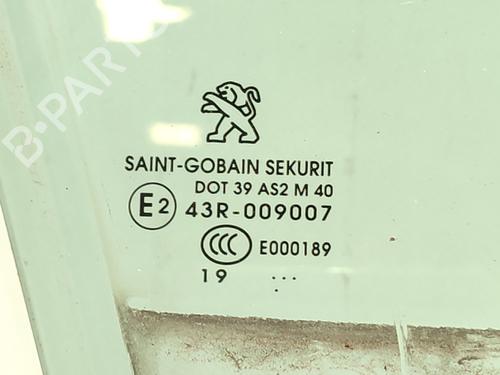 B-PARTS
SAINT-GOBAIN SEKURIT
DOT 39 AS2 M 40
E2 43R-009007
CCC E000189
19 ...
.